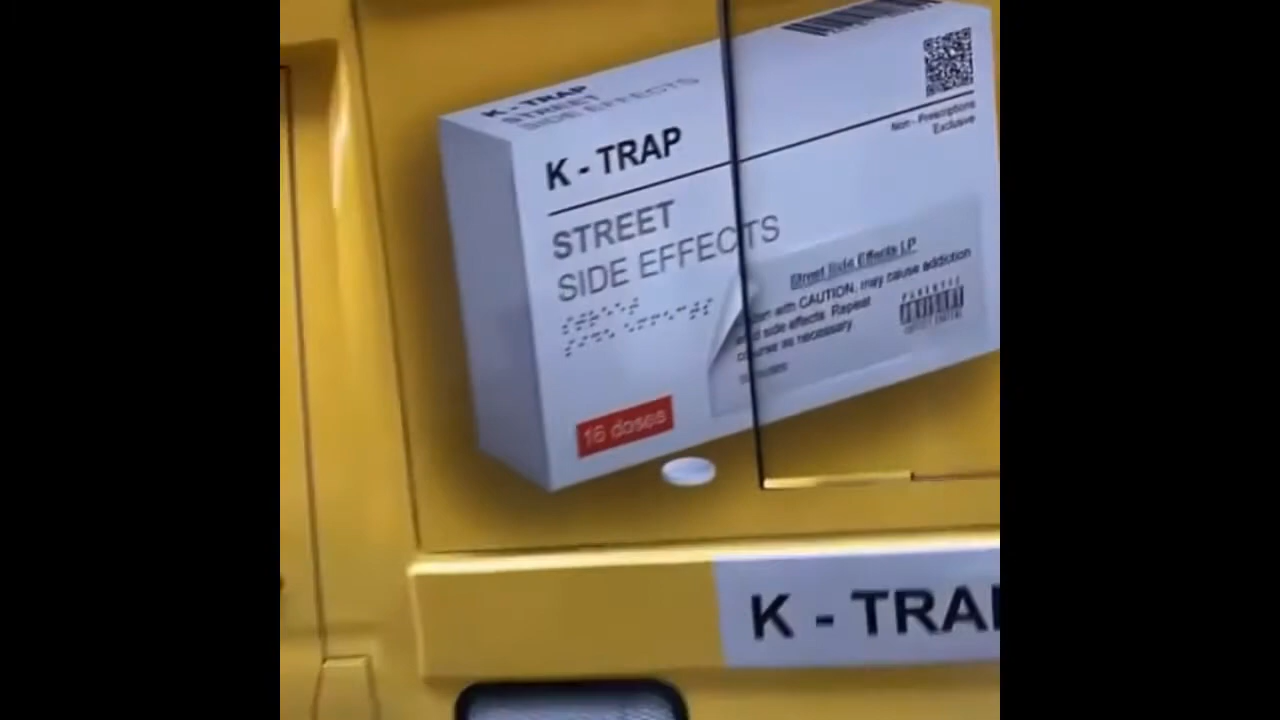 K - TRAP
STREET
SIDE EFFECTS
Non - Prescriptions
Exclusive
K - TRAP
STREET
SIDE EFFECTS
Street Side Effects LP
with CAUTION, may cause addiction
and side effects. Repeat
course as necessary.
16 doses
K - TRA